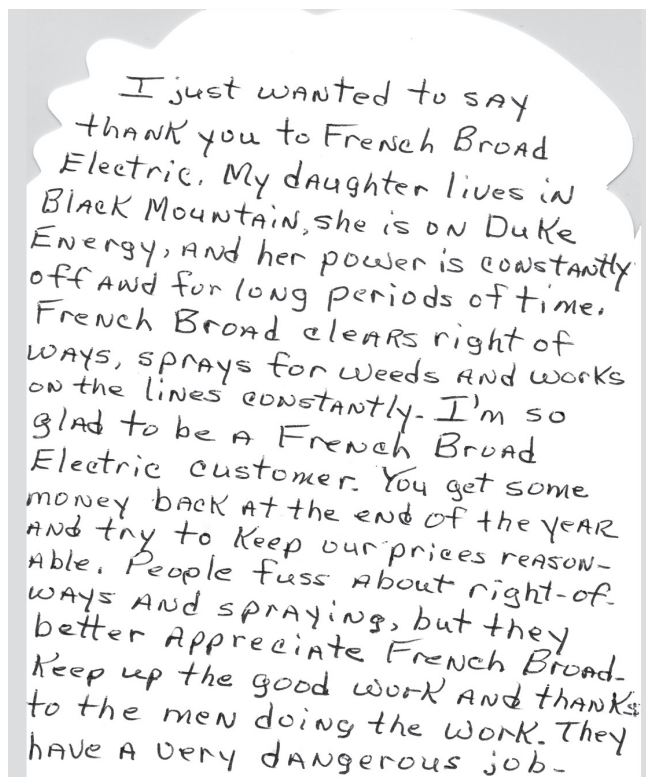 I just wanted to say
thank you to French Broad
Electric. My daughter lives in
Black Mountain, she is on Duke
Energy, and her power is constantly
off and for long periods of time.
French Broad clears right of
ways, sprays for weeds and works
on the lines constantly. I'm so
glad to be a French Broad
Electric customer. You get some
money back at the end of the year
and try to keep our prices reason-
able. People fuss about right-of-
ways and spraying, but they
better appreciate French Broad.
Keep up the good work and thanks
to the men doing the work. They
have a very dangerous job.